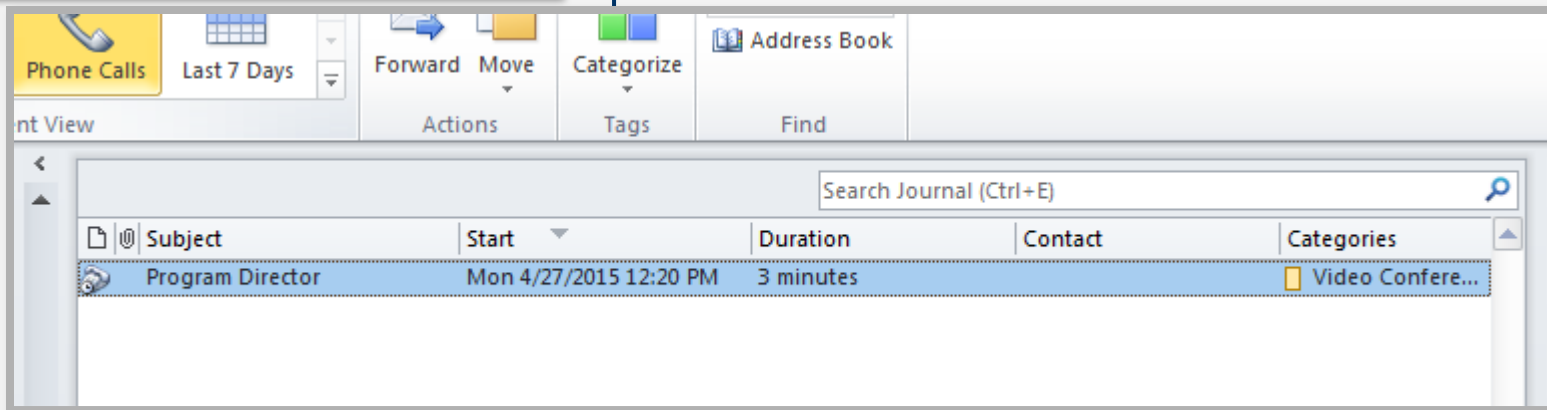 Phone Calls
Last 7 Days
Forward
Move
Categorize
Address Book
nt View
Actions
Tags
Find
Search Journal (Ctrl+E)
Subject Start Duration Contact Categories
Program Director Mon 4/27/2015 12:20 PM 3 minutes Video Confere...